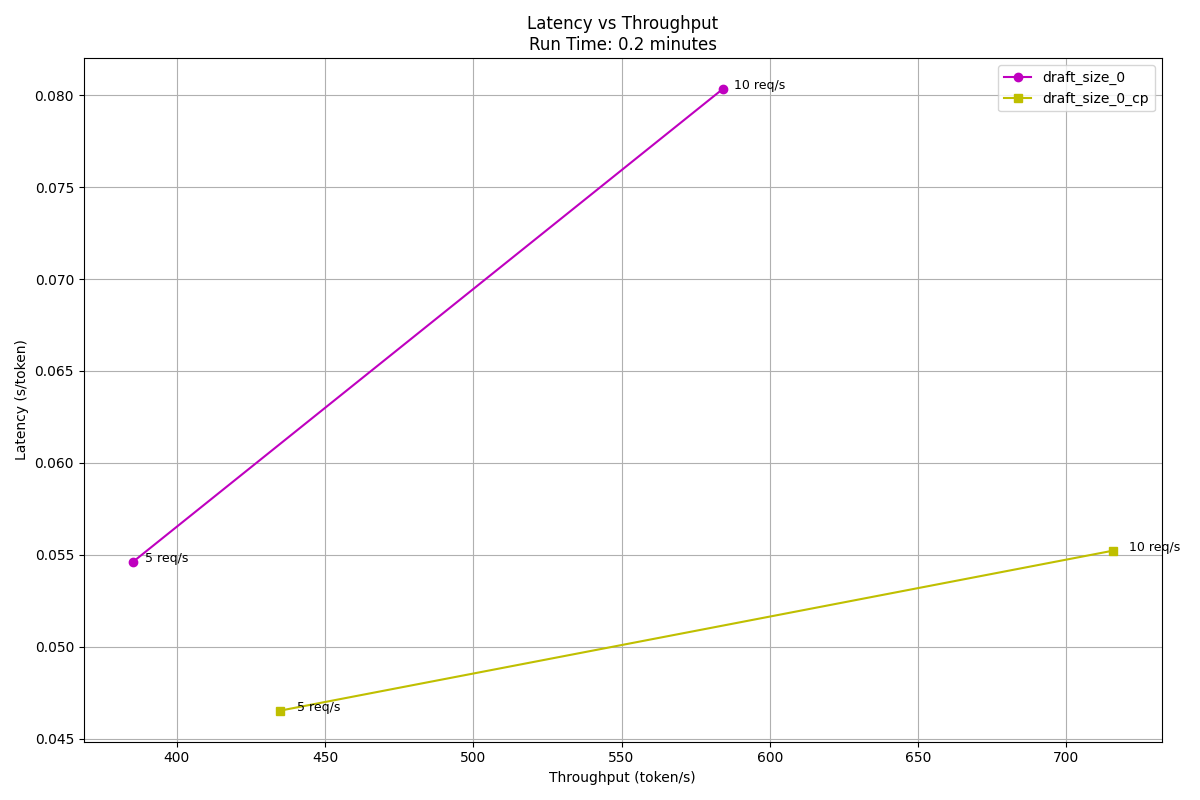 Latency vs Throughput
Run Time: 0.2 minutes
draft_size_0
draft_size_0_cp
10 req/s
5 req/s
10 req/s
5 req/s
0.080
0.075
0.070
0.065
0.060
0.055
0.050
0.045
Latency (s/token)
400
450
500
550
600
650
700
Throughput (token/s)